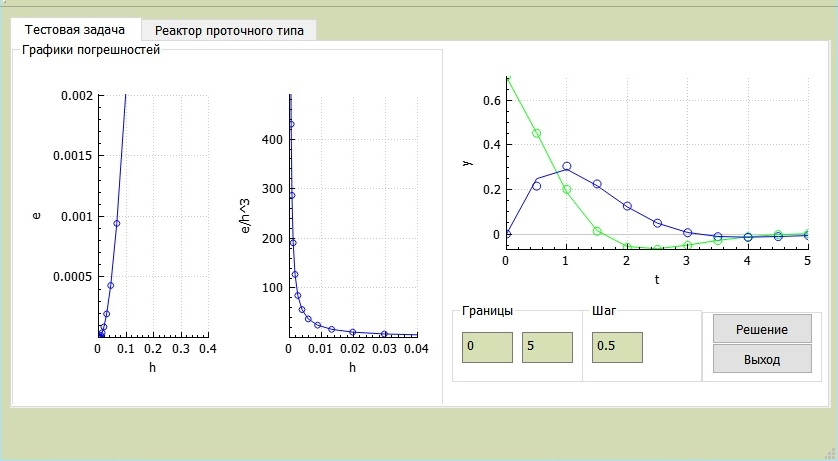 Тестовая задача
Реактор проточного типа
Графики погрешностей
0.002
0.0015
0.001
0.0005
e
0 0.1 0.2 0.3 0.4
h
400
300
200
100
e/h^3
0 0.01 0.02 0.03 0.04
h
0.6
0.4
0.2
0
y
0 1 2 3 4 5
t
Границы
0
5
Шаг
0.5
Решение
Выход